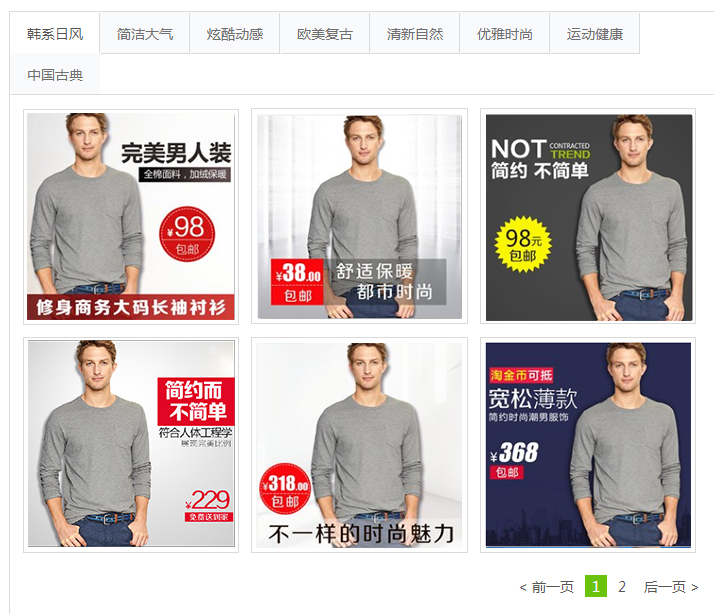 韩系日风 简洁大气 炫酷动感 欧美复古 清新自然 优雅时尚 运动健康
中国古典
完美男人装
全棉面料，加绒保暖
¥98
包邮
修身商务大码长袖衬衫
¥38.00
包邮
舒适保暖
都市时尚
NOT CONTRACTED
TREND
简约 不简单
98元
包邮
简约而
不简单
符合人体工程学
展现完美比例
¥229
免费送到家
¥318.00
包邮
不一样的时尚魅力
淘金币可抵
宽松薄款
简约时尚潮男服饰
¥368
包邮
< 前一页 1 2 后一页 >